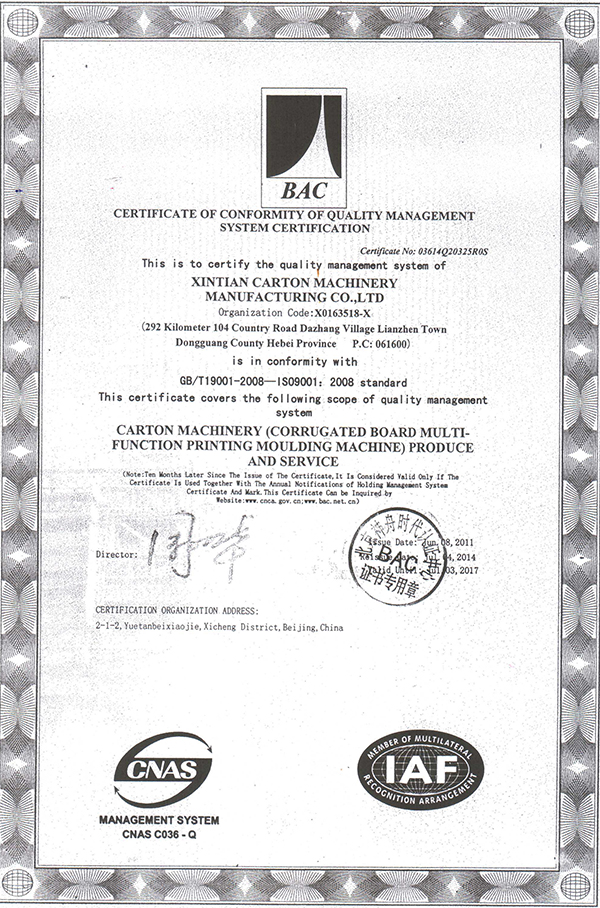 BAC
CERTIFICATE OF CONFORMITY OF QUALITY MANAGEMENT
SYSTEM CERTIFICATION
Certificate No: 03614Q20325R0S
This is to certify the quality management system of
XINTIAN CARTON MACHINERY
MANUFACTURING CO.,LTD
Organization Code:X0163518-X
(292 Kilometer 104 Country Road Dazhang Village Lianzhen Town
Dongguang County Hebei Province P.C: 061600)
is in conformity with
GB/T19001-2008—ISO9001: 2008 standard
This certificate covers the following scope of quality management
system
CARTON MACHINERY (CORRUGATED BOARD MULTI-
FUNCTION PRINTING MOULDING MACHINE) PRODUCE
AND SERVICE
(Note:Ten Months Later Since The Issue of The Certificate,It Is Considered Valid Only If The
Certificate Is Used Together With The Annual Notifications of Holding Management System
Certificate And Mark.This Certificate Can be Inquired by
Website:www.cnca.gov.cn;www.bac.net.cn)
Director:
Issue Date: Jun.08, 2011
04, 2014
Valid Until: Jul.03, 2017
BAC
证书专用章
CERTIFICATION ORGANIZATION ADDRESS:
2-1-2,Yuetanbeixiaojie,Xicheng District,Beijing,China
CNAS
MANAGEMENT SYSTEM
CNAS C036 - Q
MEMBER OF MULTILATERAL
IAF
RECOGNITION ARRANGEMENT